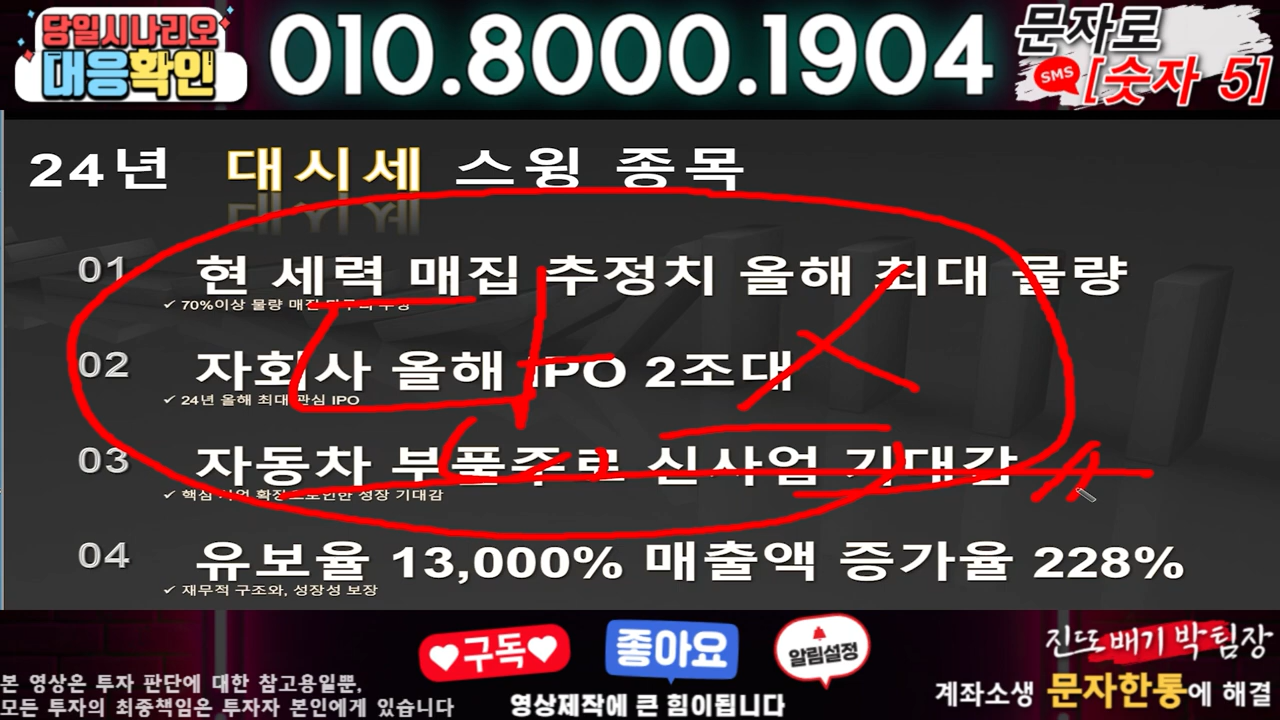 당일시나리오
대응확인
010.8000.1904
문자로
SMS
[숫자 5]
24년 대시세 스윙 종목
01 현 세력 매집 추정치 올해 최대 물량
✓ 70%이상 물량 매집
02 자회사 올해 IPO 2조대
✓ 24년 올해 최대 관심 IPO
03 자동차 부품주로 신사업 기대감
✓ 핵심 사업 확장으로인한 성장 기대감
04 유보율 13,000% 매출액 증가율 228%
✓ 재무적 구조와, 성장성 보장
구독
좋아요
알림설정
영상제작에 큰 힘이됩니다
본 영상은 투자 판단에 대한 참고용일뿐,
모든 투자의 최종책임은 투자자 본인에게 있습니다
진또배기 박팀장
계좌소생 문자한통에 해결